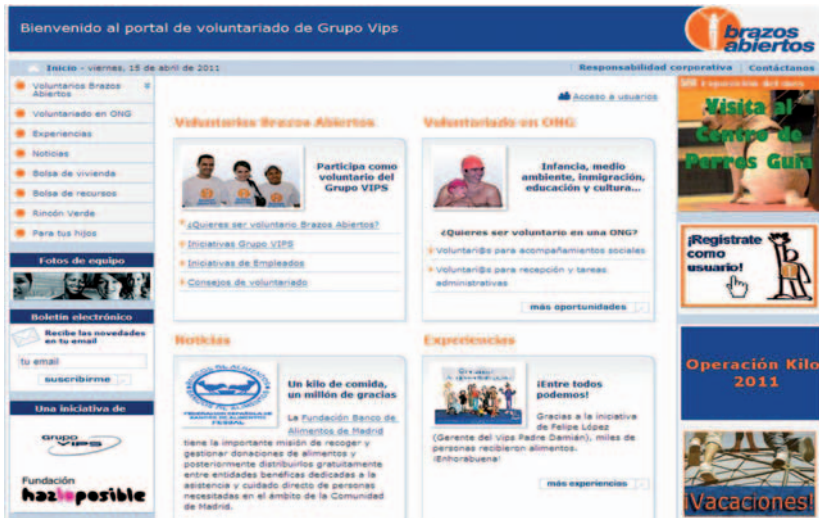 Bienvenido al portal de voluntariado de Grupo Vips
brazos
abiertos
Inicio - viernes, 15 de abril de 2011
Responsabilidad corporativa
Contáctanos
Voluntarios Brazos
Abiertos
Voluntariado en ONG
Experiencias
Noticias
Bolsa de vivienda
Bolsa de recursos
Rincón Verde
Para tus hijos
Fotos de equipo
Boletín electrónico
Recibe las novedades
en tu email
tu email
suscribirme
Una iniciativa de
Grupo
VIPS
Fundación
hazloposible
Acceso a usuarios
Voluntarios Brazos Abiertos
Participa como
voluntario del
Grupo VIPS
¿Quieres ser voluntario Brazos Abiertos?
Iniciativas Grupo VIPS
Iniciativas de Empleados
Consejos de voluntariado
Voluntariado en ONG
Infancia, medio
ambiente, inmigración,
educación y cultura...
¿Quieres ser voluntario en una ONG?
Voluntari@s para acompañamientos sociales
Voluntari@s para recepción y tareas
administrativas
más oportunidades
Noticias
FEDERACIÓN ESPAÑOLA DE
BANCOS DE ALIMENTOS
FESBAL
Un kilo de comida,
un millón de gracias
La Fundación Banco de
Alimentos de Madrid
tiene la importante misión de recoger y
gestionar donaciones de alimentos y
posteriormente distribuirlos gratuitamente
entre entidades benéficas dedicadas a la
asistencia y cuidado directo de personas
necesitadas en el ámbito de la Comunidad
de Madrid.
Experiencias
¡Entre todos
podemos!
Gracias a la iniciativa
de Felipe López
(Gerente del Vips Padre Damián), miles de
personas recibieron alimentos.
¡Enhorabuena!
más experiencias
Visita al
Centro de
Perros Guía
¡Regístrate
como
usuario!
Operación Kilo
2011
¡Vacaciones!